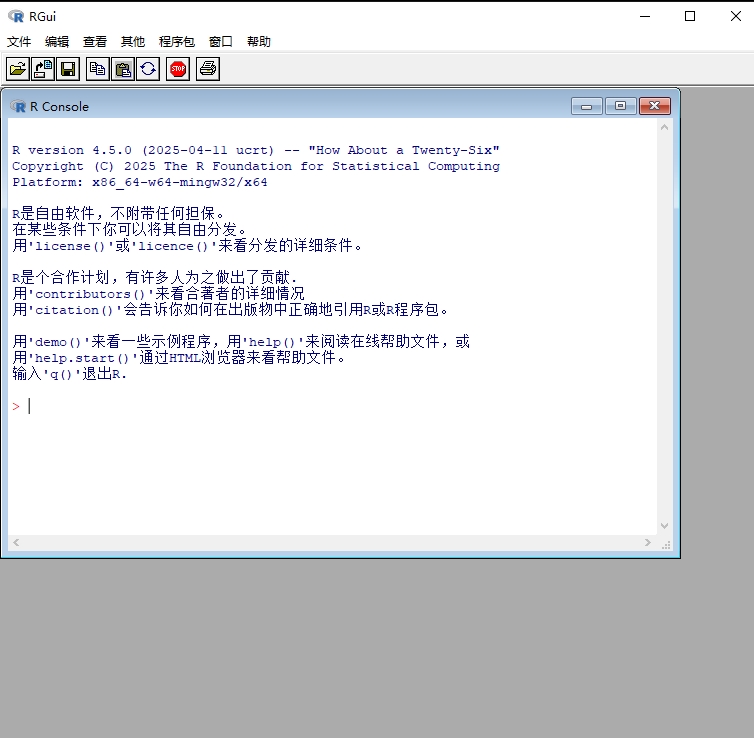 RGui
文件 编辑 查看 其他 程序包 窗口 帮助
STOP
R Console
R version 4.5.0 (2025-04-11 ucrt) -- "How About a Twenty-Six"
Copyright (C) 2025 The R Foundation for Statistical Computing
Platform: x86_64-w64-mingw32/x64
R是自由软件，不附带任何担保。
在某些条件下你可以将其自由分发。
用'license()'或'licence()'来看分发的详细条件。
R是个合作计划，有许多人为之做出了贡献.
用'contributors()'来看合著者的详细情况
用'citation()'会告诉你如何在出版物中正确地引用R或R程序包。
用'demo()'来看一些示例程序，用'help()'来阅读在线帮助文件，或
用'help.start()'通过HTML浏览器来看帮助文件。
输入'q()'退出R.
>